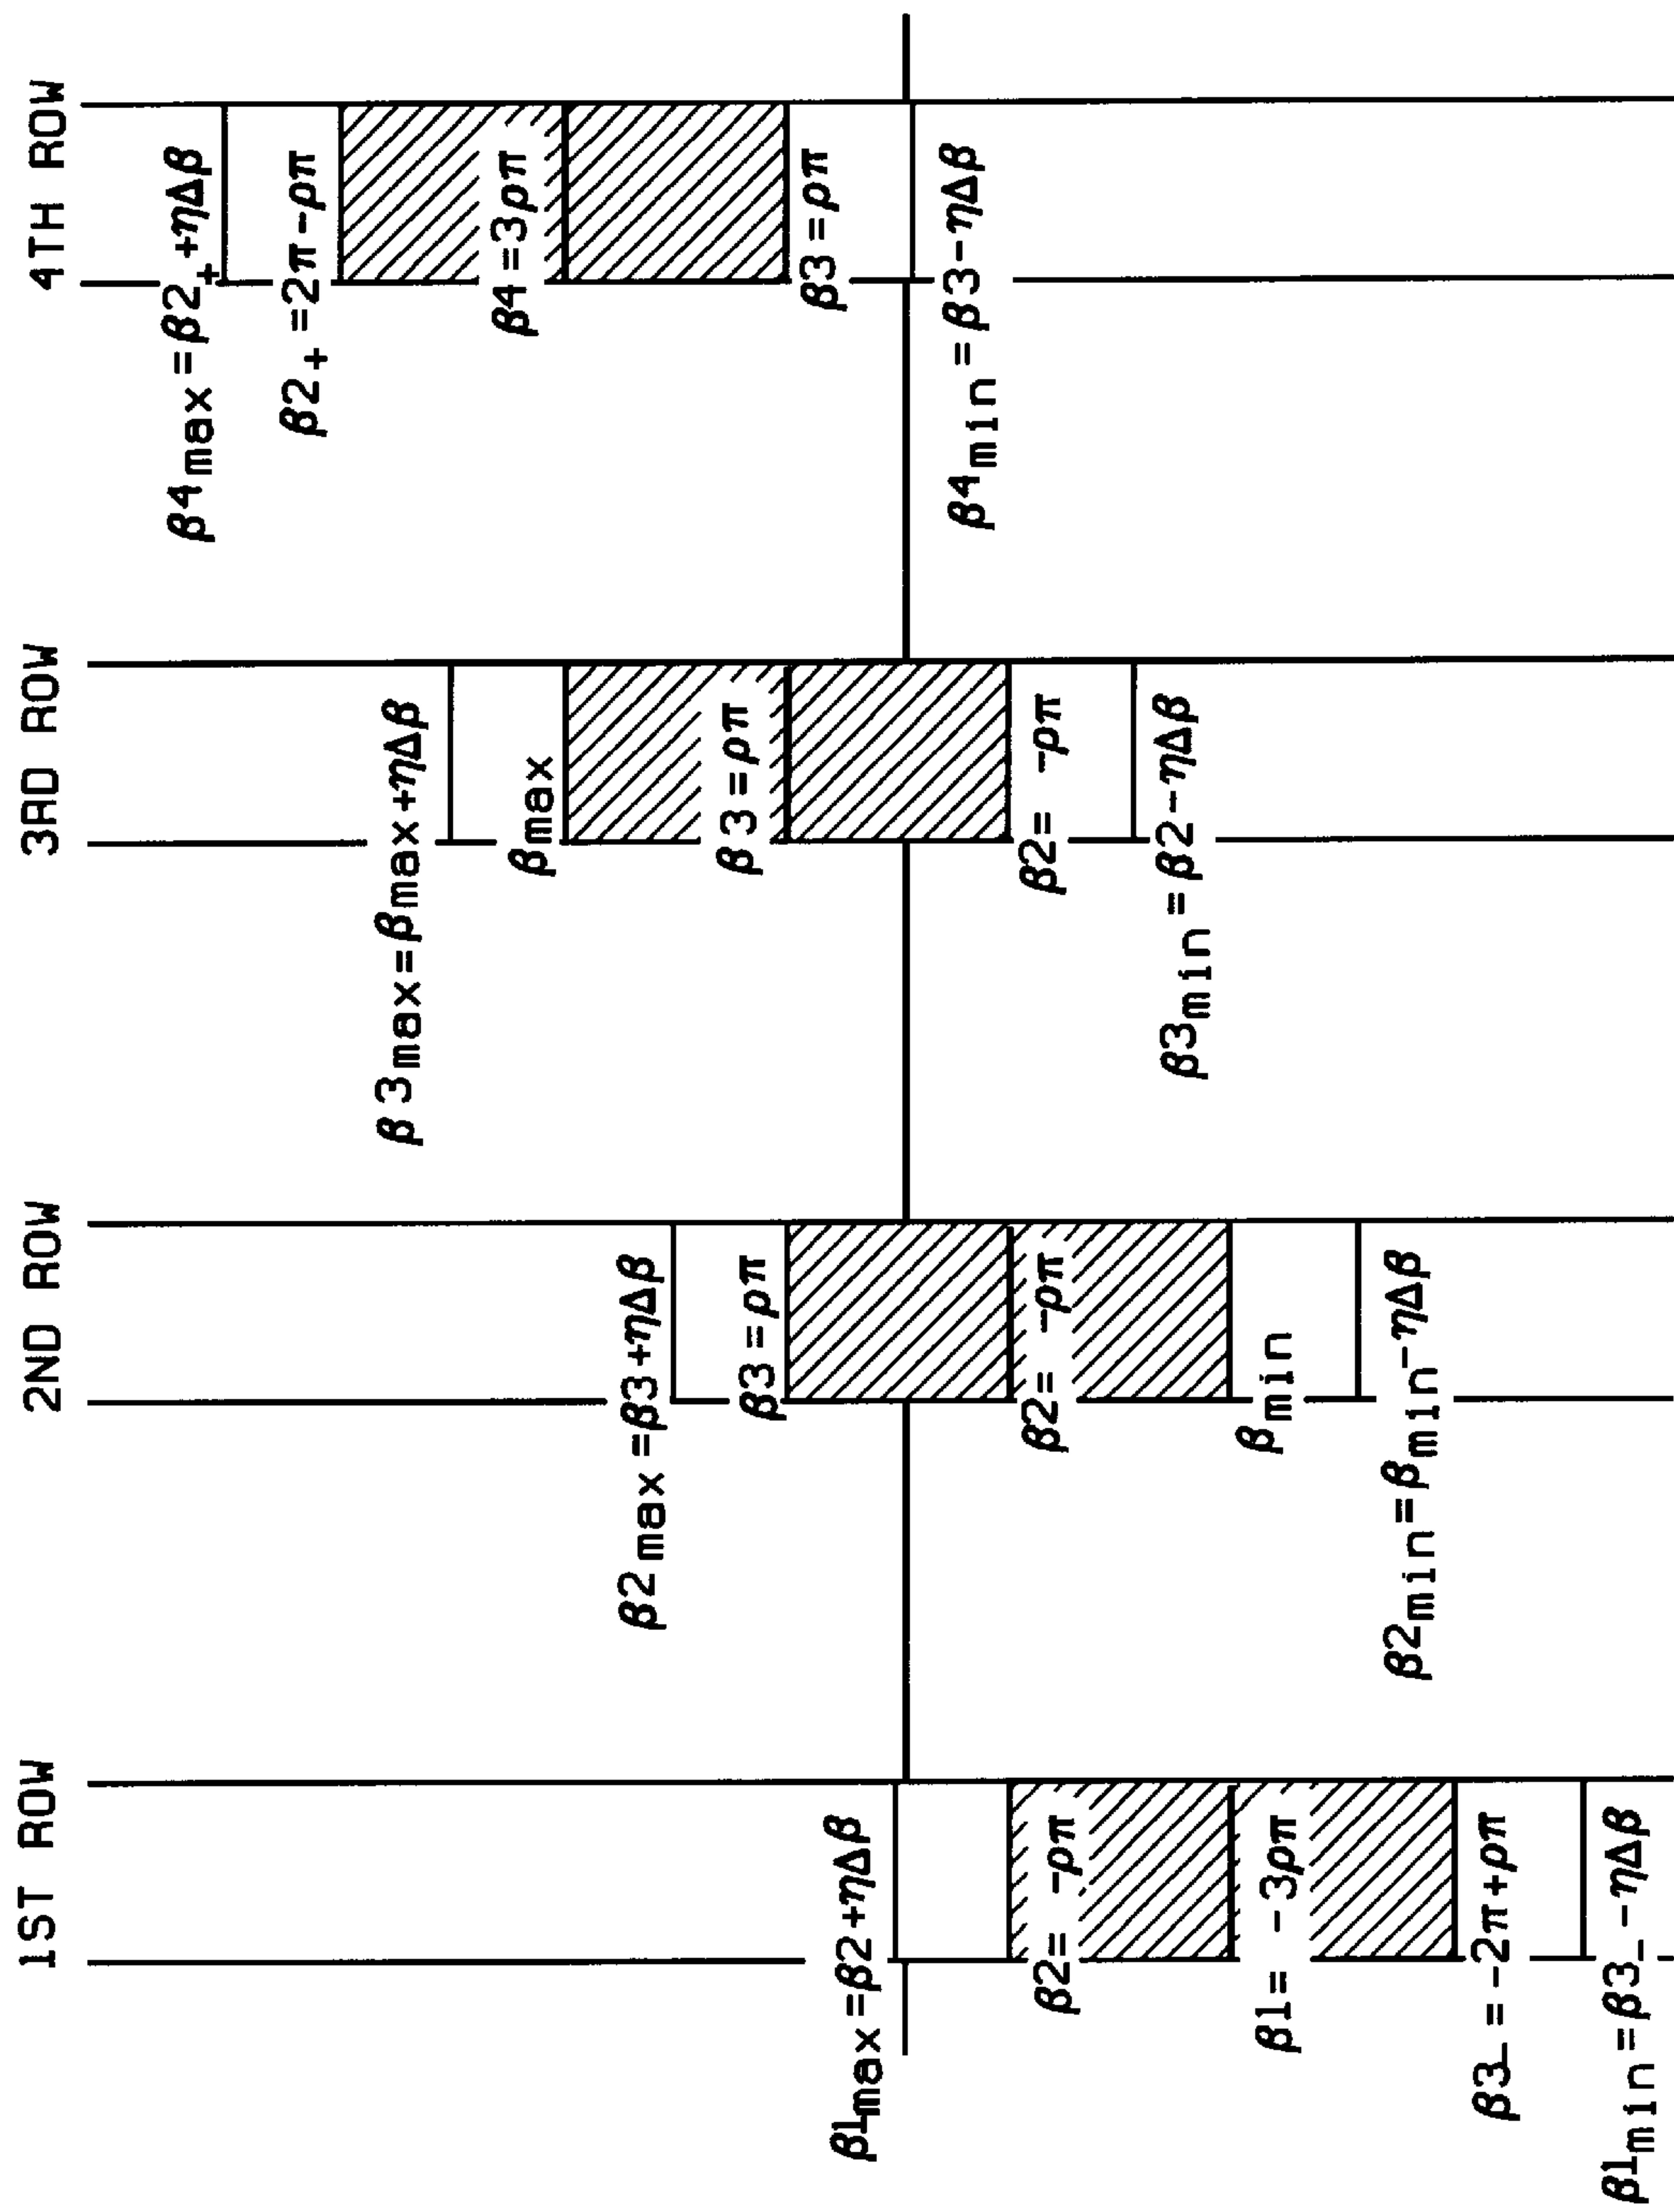 1ST ROW
β1max=β2+ηΔβ
β2= -ρπ
β1= -3ρπ
β3_=-2π+ρπ
β1min=β3_-ηΔβ
2ND ROW
β2max=β3+ηΔβ
β3=ρπ
β2= -ρπ
βmin
β2min=βmin-ηΔβ
3RD ROW
β3max=βmax+ηΔβ
βmax
β3=ρπ
β2= -ρπ
β3min=β2-ηΔβ
4TH ROW
β4max=β2₊+ηΔβ
β2₊=2π-ρπ
β4=3ρπ
β3=ρπ
β4min=β3-ηΔβ